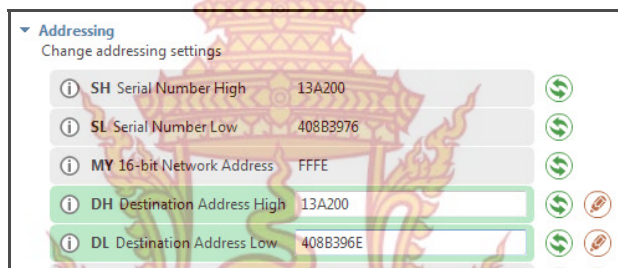 Addressing
Change addressing settings
SH Serial Number High 13A200
SL Serial Number Low 408B3976
MY 16-bit Network Address FFFE
DH Destination Address High 13A200
DL Destination Address Low 408B396E